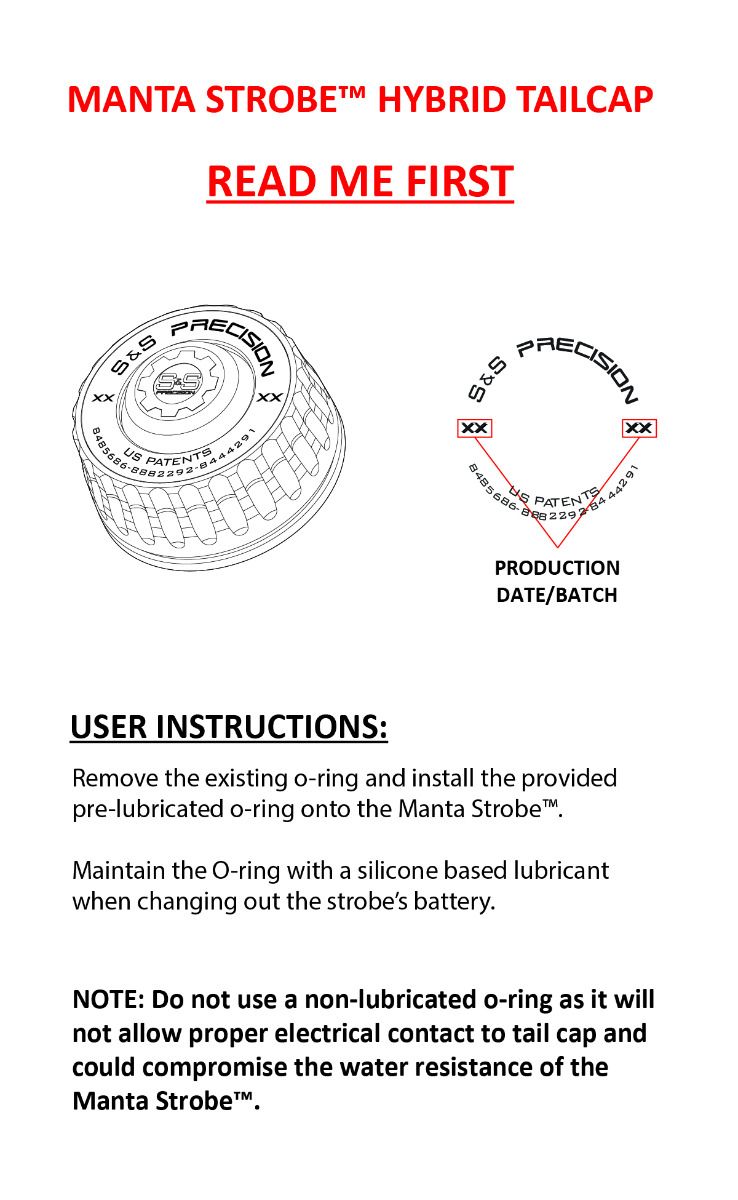 MANTA STROBE™ HYBRID TAILCAP
READ ME FIRST
S&S PRECISION
S&S
PRECISION
XX XX
US PATENTS
8485686-8882292-8444291
S&S PRECISION
XX XX
US PATENTS
8485686-8882292-8444291
PRODUCTION
DATE/BATCH
USER INSTRUCTIONS:
Remove the existing o-ring and install the provided
pre-lubricated o-ring onto the Manta Strobe™.
Maintain the O-ring with a silicone based lubricant
when changing out the strobe’s battery.
NOTE: Do not use a non-lubricated o-ring as it will
not allow proper electrical contact to tail cap and
could compromise the water resistance of the
Manta Strobe™.